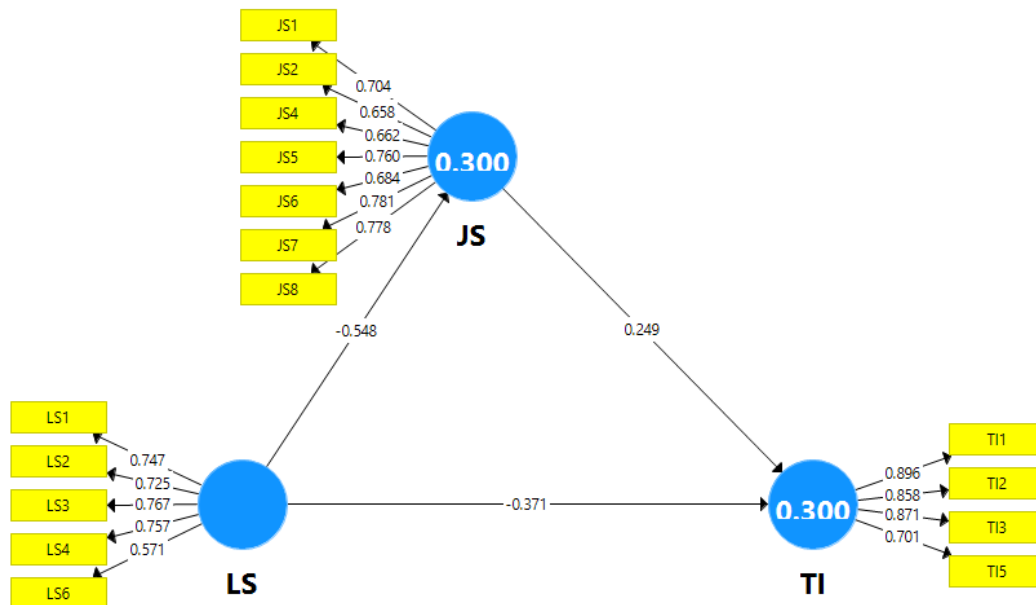 JS1
JS2
JS4
JS5
JS6
JS7
JS8
0.704
0.658
0.662
0.760
0.684
0.781
0.778
0.300
JS
-0.548
0.249
LS1
LS2
LS3
LS4
LS6
0.747
0.725
0.767
0.757
0.571
LS
-0.371
0.300
TI
0.896
0.858
0.871
0.701
TI1
TI2
TI3
TI5